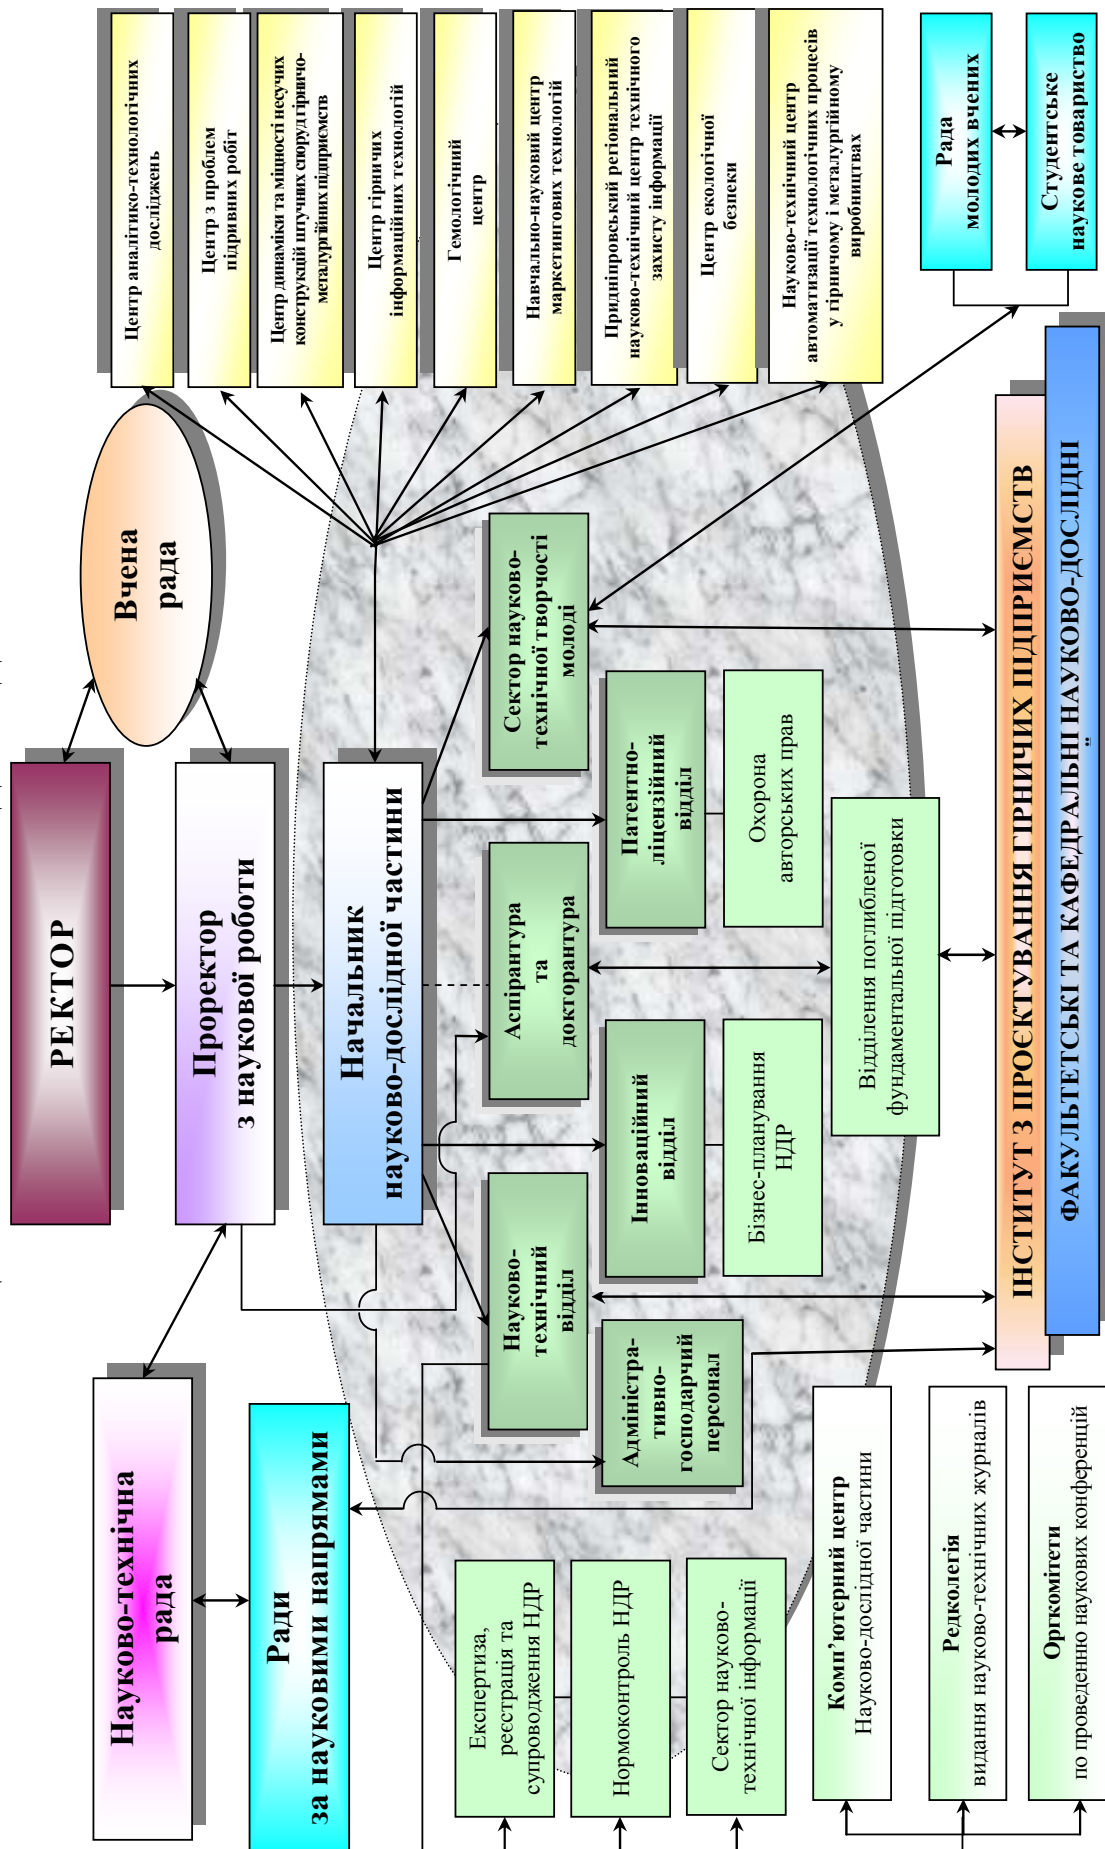 РЕКТОР
Вчена
рада
Науково-технічна
рада
Проректор
з наукової роботи
Ради
за науковими напрямами
Начальник
науково-дослідної частини
Центр аналітико-технологічних
досліджень
Центр з проблем
підривних робіт
Центр динаміки та міцності несучих
конструкцій штучних споруд гірничо-
металургійних підприємств
Центр гірничих
інформаційних технологій
Гемологічний
центр
Навчально-науковий центр
маркетингових технологій
Придніпровський регіональний
науково-технічний центр технічного
захисту інформації
Центр екологічної
безпеки
Науково-технічний центр
автоматизації технологічних процесів
у гірничому і металургійному
виробництвах
Експертиза,
реєстрація та
супроводження НДР
Нормоконтроль НДР
Сектор науково-
технічної інформації
Науково-
технічний
відділ
Аспірантура
та
докторантура
Сектор науково-
технічної творчості
молоді
Адміністра-
тивно-
господарчий
персонал
Інноваційний
відділ
Патентно-
ліцензійний
відділ
Бізнес-планування
НДР
Охорона
авторських прав
Відділення поглибленої
фундаментальної підготовки
Комп’ютерний центр
Науково-дослідної частини
Редколегія
видання науково-технічних журналів
Оргкомітети
по проведенню наукових конференцій
Рада
молодих вчених
Студентське
наукове товариство
ІНСТИТУТ З ПРОЄКТУВАННЯ ГІРНИЧИХ ПІДПРИЄМСТВ
ФАКУЛЬТЕТСЬКІ ТА КАФЕДРАЛЬНІ НАУКОВО-ДОСЛІДНІ